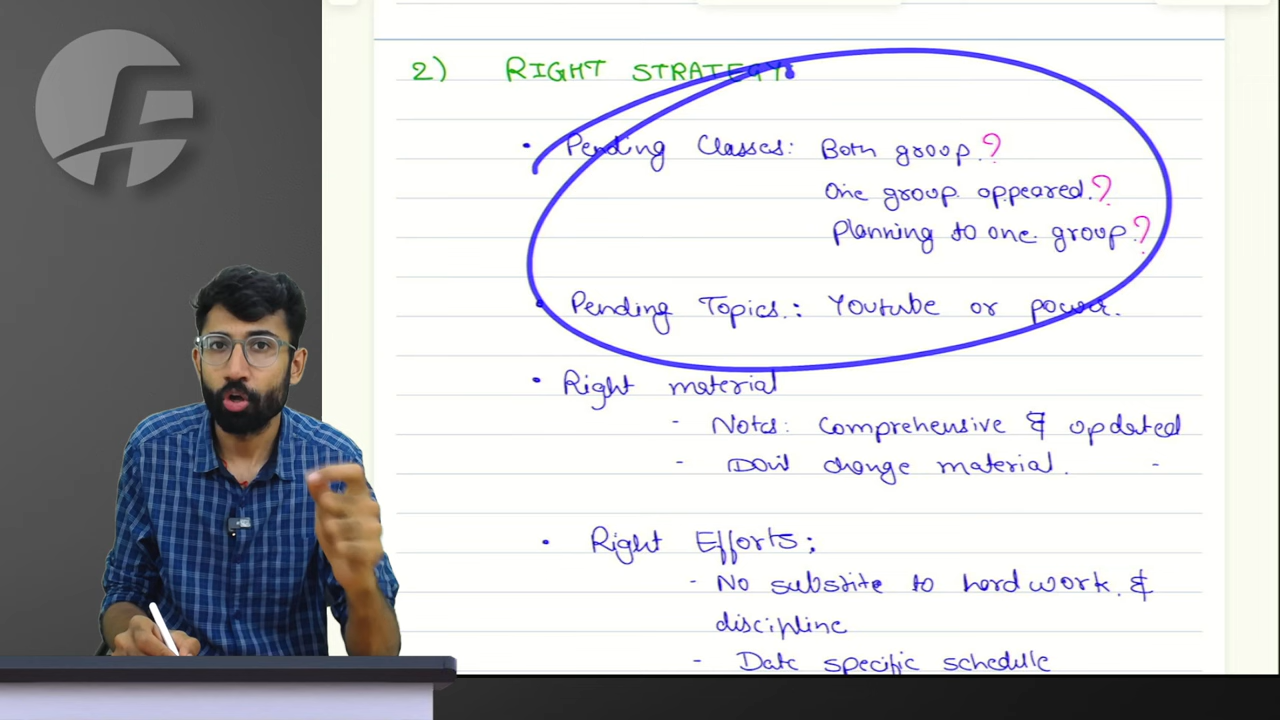 2) RIGHT STRATEGY:
• Pending Classes: Both group.?
One group appeared.?
Planning to one group.?
• Pending Topics.: Youtube or power.
• Right material
- Notes: Comprehensive & updated
- Don't change material. -
• Right Efforts;
- No substite to hard work. &
discipline
- Date specific schedule